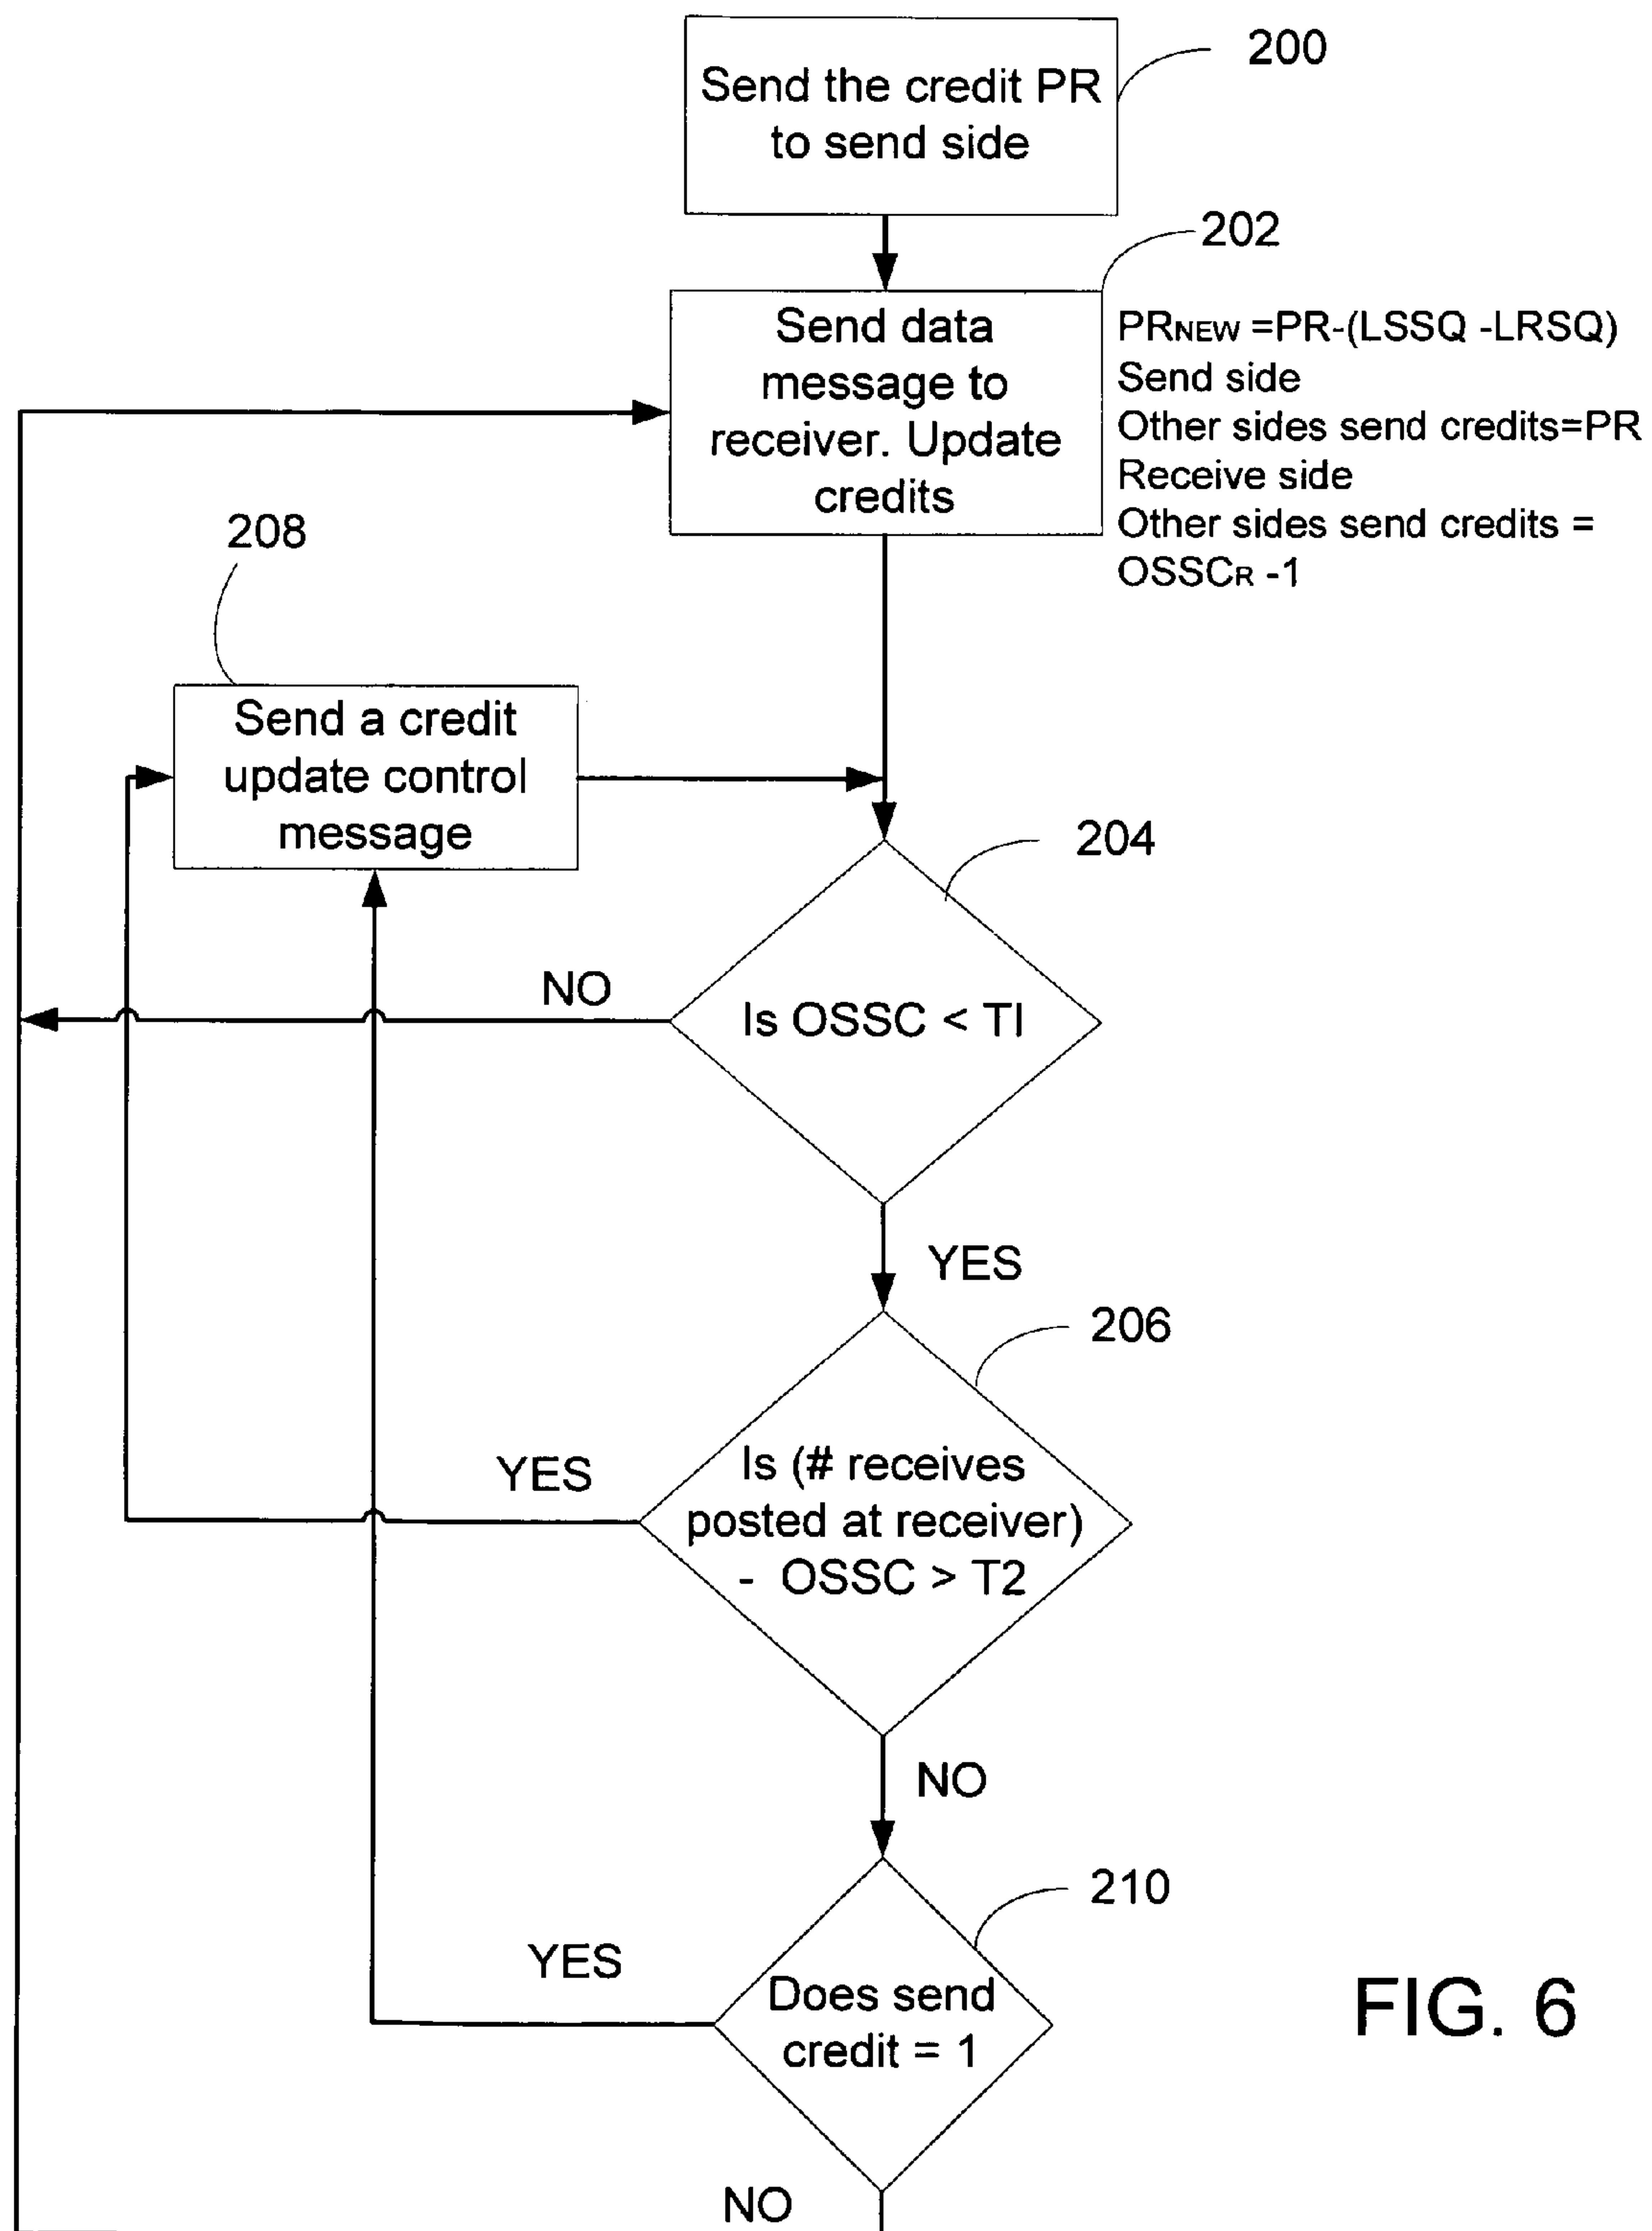 200
Send the credit PR
to send side
202
Send data
message to
receiver. Update
credits
PRNEW =PR-(LSSQ -LRSQ)
Send side
Other sides send credits=PR
Receive side
Other sides send credits =
OSSCR -1
208
Send a credit
update control
message
204
NO
Is OSSC < TI
YES
206
YES
Is (# receives
posted at receiver)
- OSSC > T2
NO
210
YES
Does send
credit = 1
NO
FIG. 6